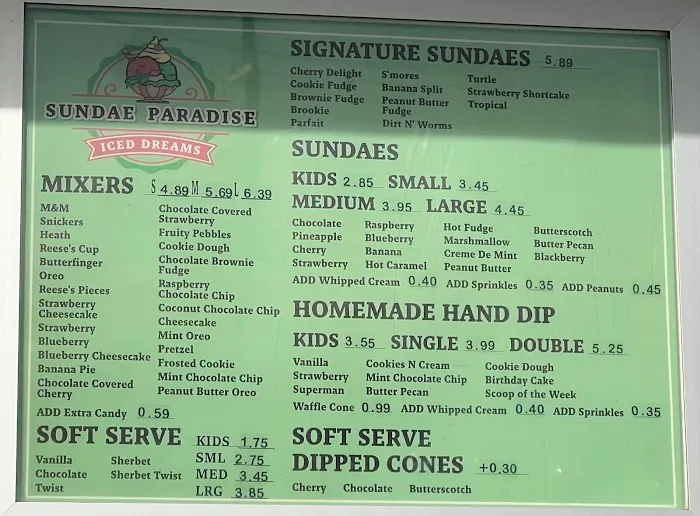 SUNDAE PARADISE
ICED DREAMS
SIGNATURE SUNDAES 5.89
Cherry Delight
Cookie Fudge
Brownie Fudge
Brookie
Parfait
S'mores
Banana Split
Peanut Butter
Fudge
Dirt N' Worms
Turtle
Strawberry Shortcake
Tropical
SUNDAES
KIDS 2.85 SMALL 3.45
MEDIUM 3.95 LARGE 4.45
Chocolate
Pineapple
Cherry
Strawberry
Raspberry
Blueberry
Banana
Hot Caramel
Hot Fudge
Marshmallow
Creme De Mint
Peanut Butter
Butterscotch
Butter Pecan
Blackberry
ADD Whipped Cream 0.40 ADD Sprinkles 0.35 ADD Peanuts 0.45
MIXERS S 4.89 M 5.69 L 6.39
M&M
Snickers
Heath
Reese's Cup
Butterfinger
Oreo
Reese's Pieces
Strawberry
Cheesecake
Strawberry
Blueberry
Blueberry Cheesecake
Banana Pie
Chocolate Covered
Cherry
Chocolate Covered
Strawberry
Fruity Pebbles
Cookie Dough
Chocolate Brownie
Fudge
Raspberry
Chocolate Chip
Coconut Chocolate Chip
Cheesecake
Mint Oreo
Pretzel
Frosted Cookie
Mint Chocolate Chip
Peanut Butter Oreo
ADD Extra Candy 0.59
HOMEMADE HAND DIP
KIDS 3.55 SINGLE 3.99 DOUBLE 5.25
Vanilla
Strawberry
Superman
Cookies N Cream
Mint Chocolate Chip
Butter Pecan
Cookie Dough
Birthday Cake
Scoop of the Week
Waffle Cone 0.99 ADD Whipped Cream 0.40 ADD Sprinkles 0.35
SOFT SERVE
Vanilla
Chocolate
Twist
Sherbet
Sherbet Twist
KIDS 1.75
SML 2.75
MED 3.45
LRG 3.85
SOFT SERVE
DIPPED CONES +0.30
Cherry Chocolate Butterscotch